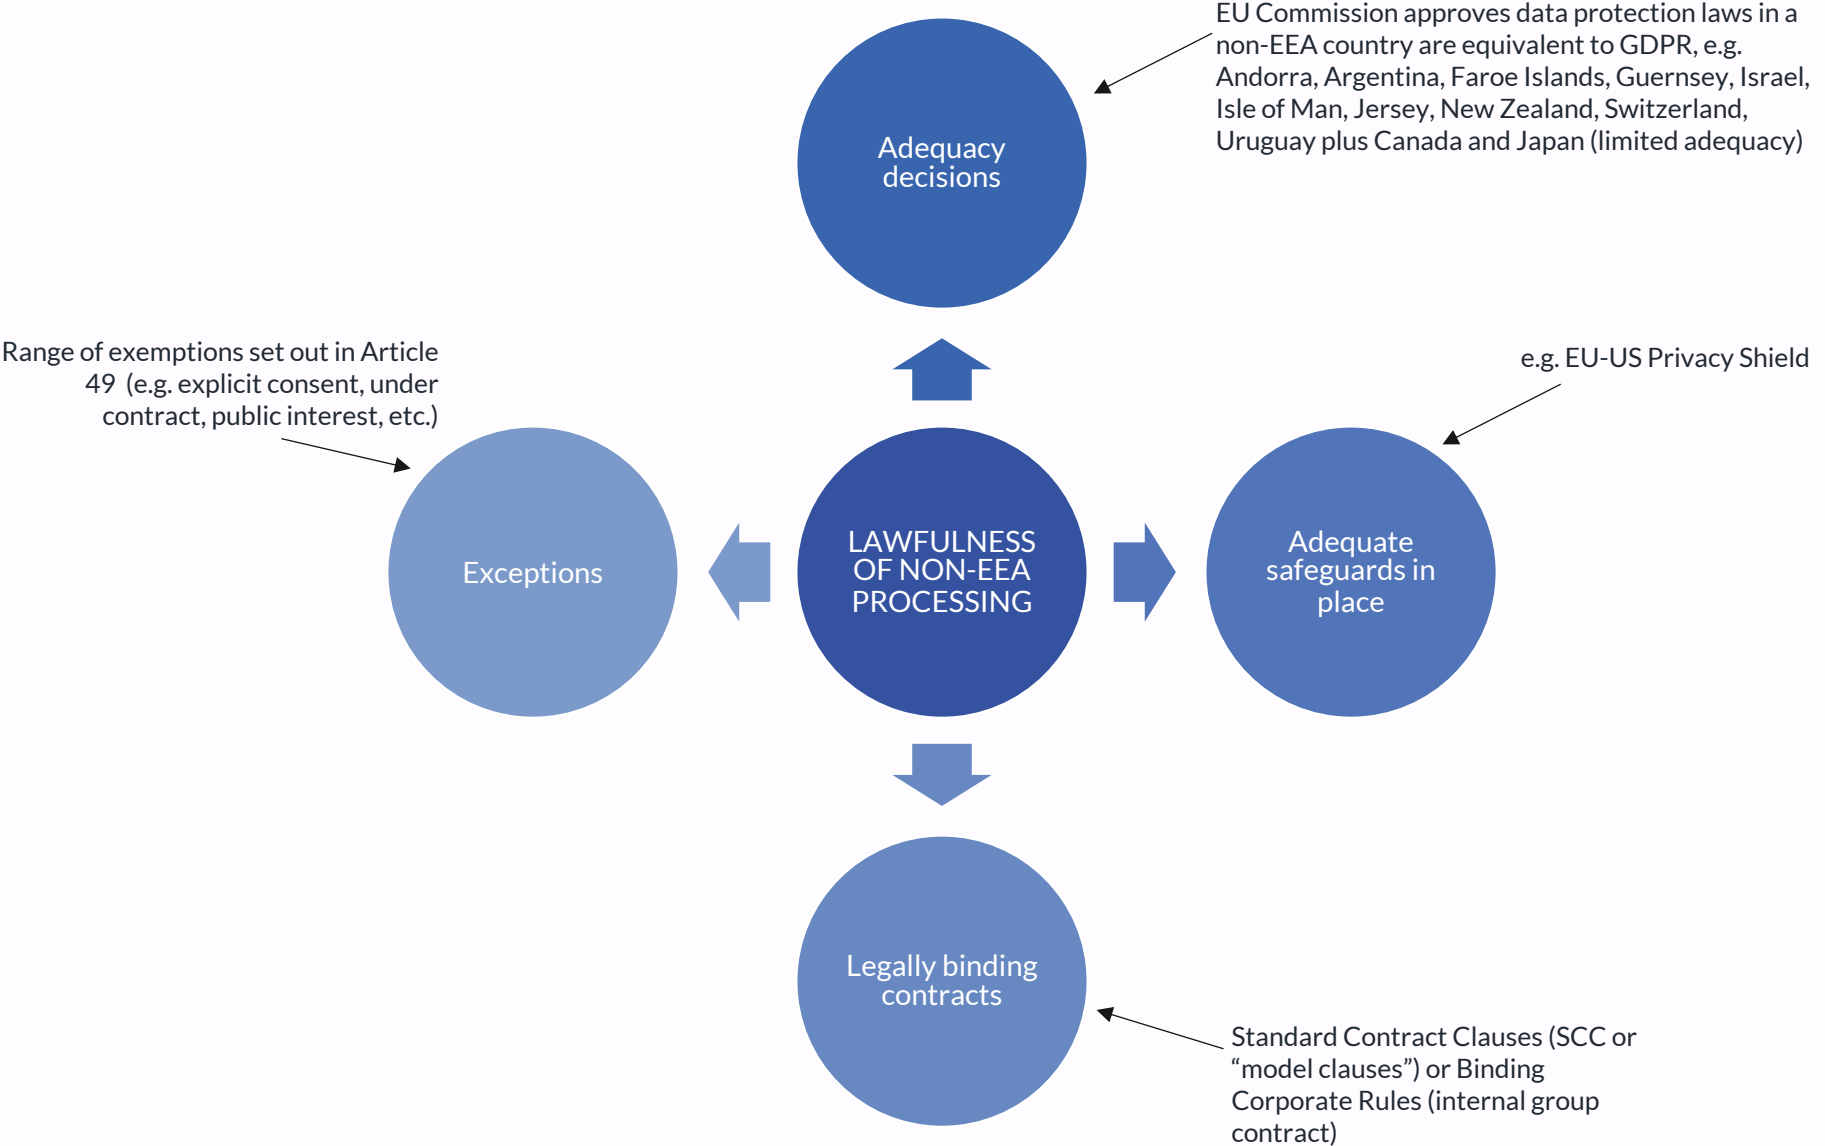 EU Commission approves data protection laws in a
non-EEA country are equivalent to GDPR, e.g.
Andorra, Argentina, Faroe Islands, Guernsey, Israel,
Isle of Man, Jersey, New Zealand, Switzerland,
Uruguay plus Canada and Japan (limited adequacy)
Adequacy
decisions
Range of exemptions set out in Article
49 (e.g. explicit consent, under
contract, public interest, etc.)
e.g. EU-US Privacy Shield
Exceptions
LAWFULNESS
OF NON-EEA
PROCESSING
Adequate
safeguards in
place
Legally binding
contracts
Standard Contract Clauses (SCC or
“model clauses”) or Binding
Corporate Rules (internal group
contract)